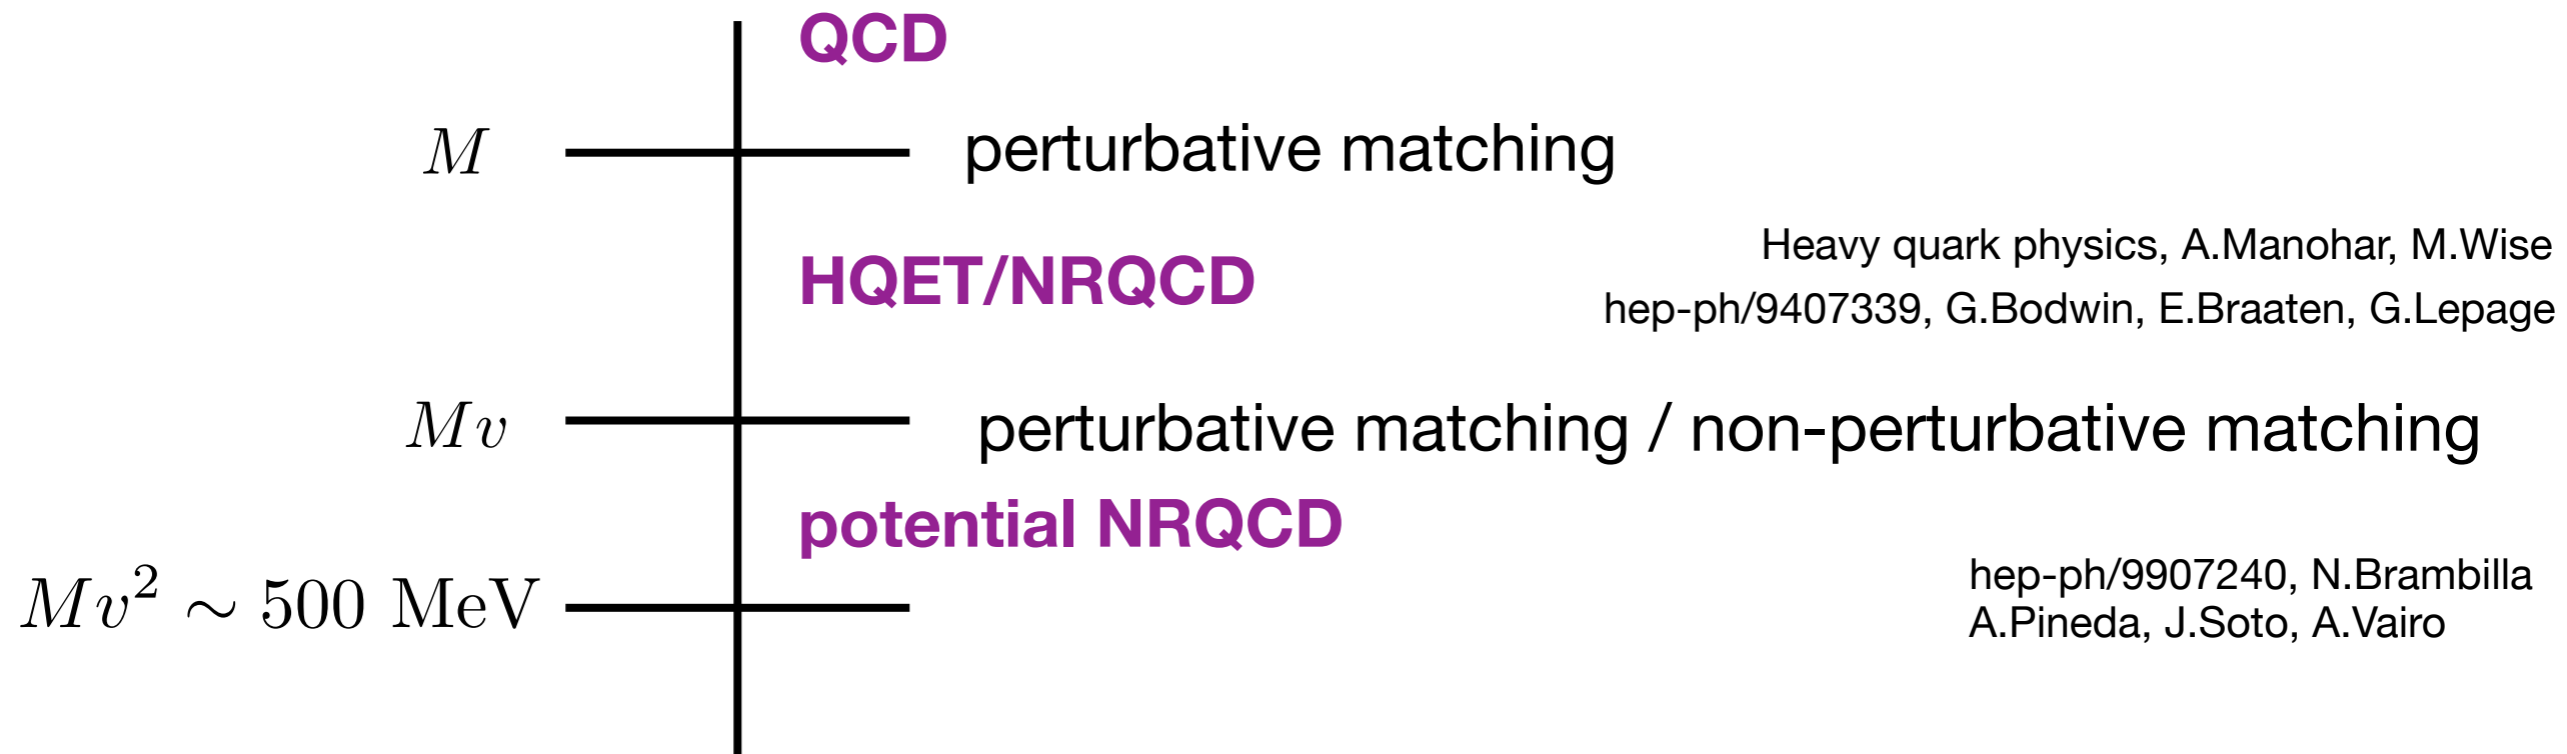 QCD
M
perturbative matching
Heavy quark physics, A.Manohar, M.Wise
HQET/NRQCD
hep-ph/9407339, G.Bodwin, E.Braaten, G.Lepage
Mv
perturbative matching / non-perturbative matching
potential NRQCD
Mv² ∼ 500 MeV
hep-ph/9907240, N.Brambilla
A.Pineda, J.Soto, A.Vairo